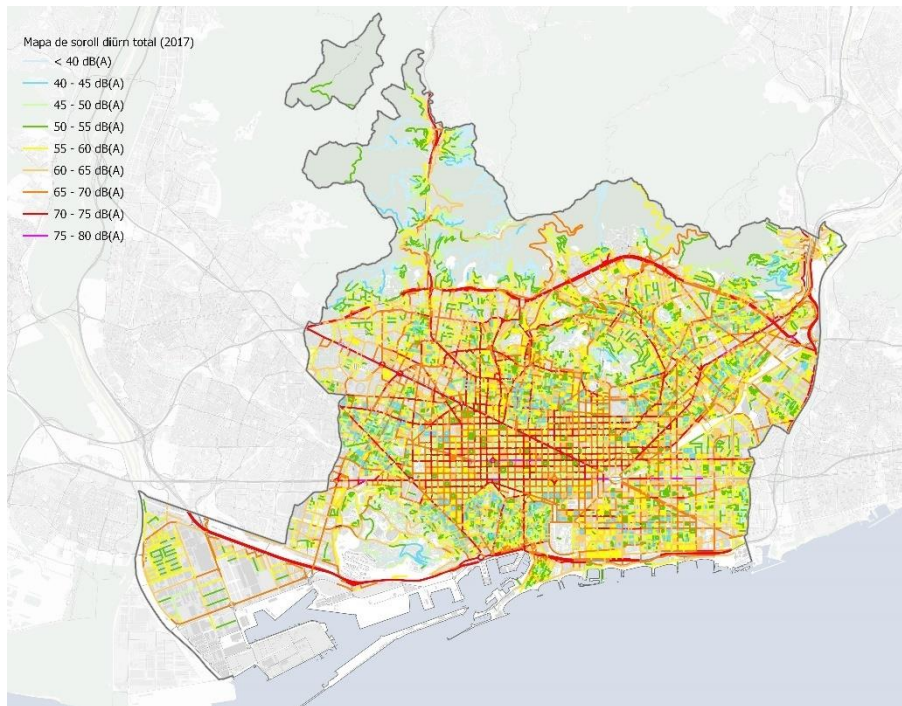 Mapa de soroll diürn total (2017)
< 40 dB(A)
40 - 45 dB(A)
45 - 50 dB(A)
50 - 55 dB(A)
55 - 60 dB(A)
60 - 65 dB(A)
65 - 70 dB(A)
70 - 75 dB(A)
75 - 80 dB(A)